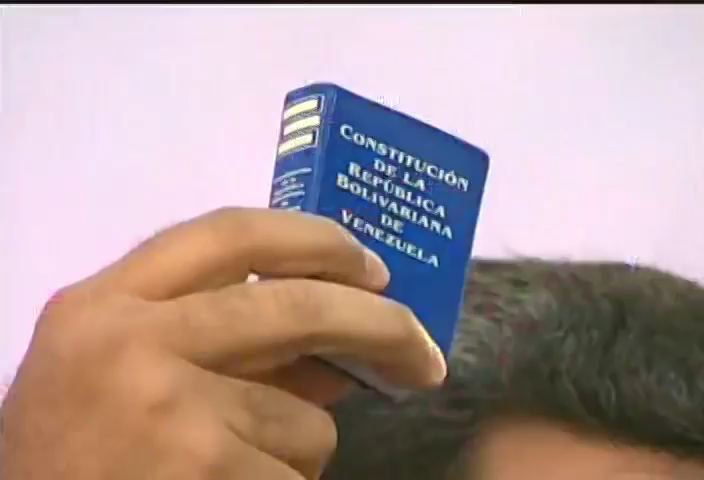 CONSTITUCIÓN
DE LA
REPÚBLICA
BOLIVARIANA
DE
VENEZUELA